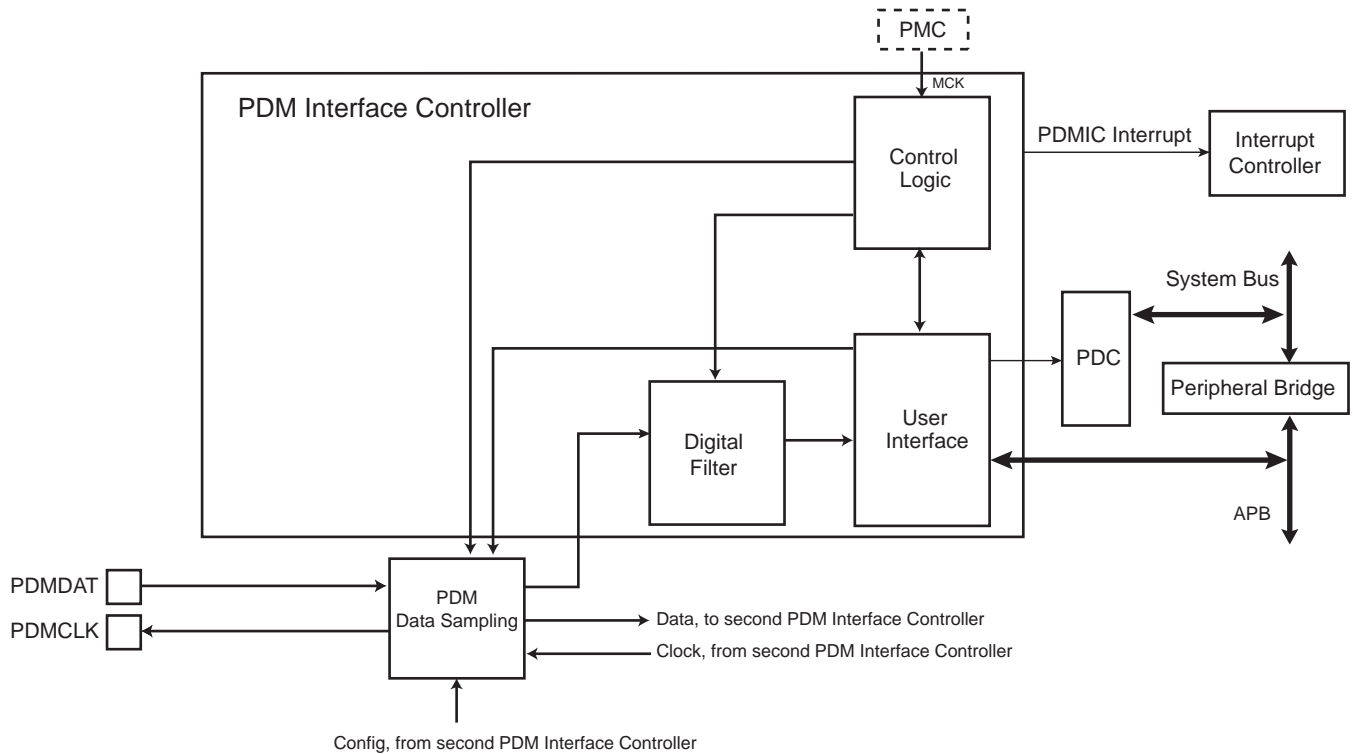 PMC
MCK
PDM Interface Controller
Control
Logic
PDMIC Interrupt
Interrupt
Controller
System Bus
PDC
Peripheral Bridge
User
Interface
Digital
Filter
APB
PDMDAT
PDMCLK
PDM
Data Sampling
Data, to second PDM Interface Controller
Clock, from second PDM Interface Controller
Config, from second PDM Interface Controller